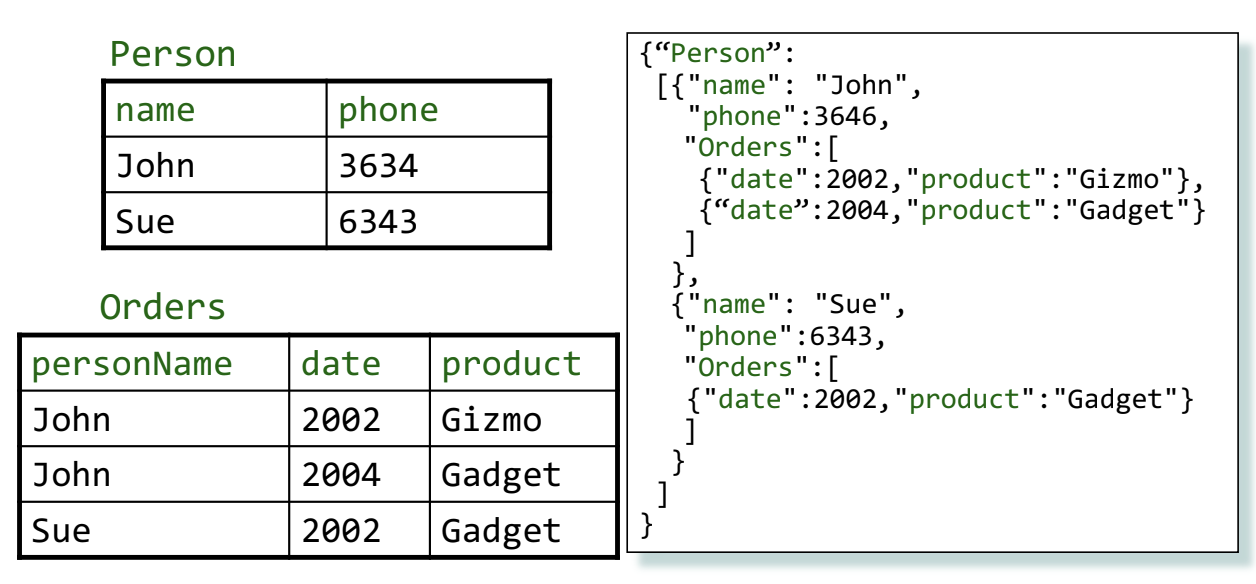 Person
name phone
John 3634
Sue 6343
Orders
personName date product
John 2002 Gizmo
John 2004 Gadget
Sue 2002 Gadget
{“Person”:
[{"name": "John",
"phone":3646,
"Orders":[
{"date":2002,"product":"Gizmo"},
{“date”:2004,"product":"Gadget"}
]
},
{"name": "Sue",
"phone":6343,
"Orders":[
{"date":2002,"product":"Gadget"}
]
}
]
}